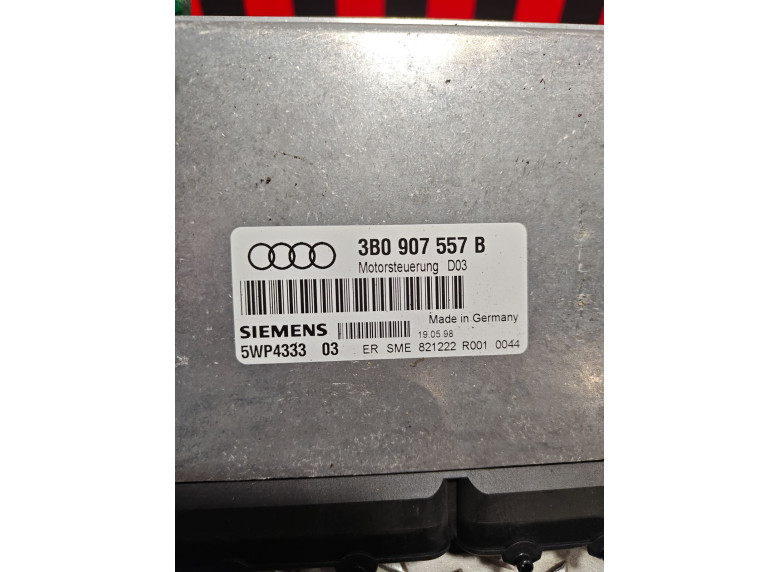 3B0 907 557 B
Motorsteuerung D03
Made in Germany
SIEMENS 19.05.98
5WP4333 03 ER SME 821222 R001 0044